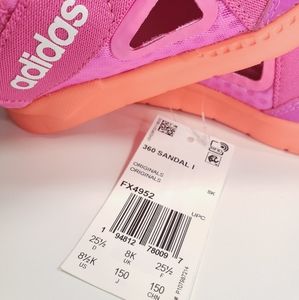 adidas
360 SANDAL I
ORIGINALS
ORIGINALS
SK
FX4952
UPC
1 94812 78009 7
25½ 8K 25½
D UK F
8½K 150 150
US J CHN